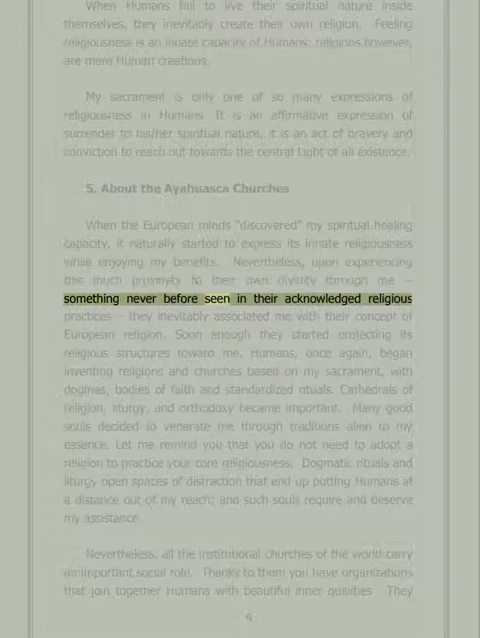 When Humans fail to live their spiritual nature inside
themselves, they inevitably create their own religion. Feeling
religiousness is an innate capacity of Humans; religions however,
are mere Human creations.
My sacrament is only one of so many expressions of
religiousness in Humans. It is an affirmative expression of
surrender to his/her spiritual nature, it is an act of bravery and
conviction to reach out towards the central Light of all existence.
5. About the Ayahuasca Churches
When the European minds "discovered" my spiritual healing
capacity, it naturally started to express its innate religiousness
while enjoying my benefits. Nevertheless, upon experiencing
this much proximity to their own divinity through me –
something never before seen in their acknowledged religious
practices – they inevitably associated me with their concept of
European religion. Soon enough they started projecting its
religious structures toward me. Humans, once again, began
inventing religions and churches based on my sacrament, with
dogmas, bodies of faith and standardized rituals. Cathedrals of
religion, liturgy, and orthodoxy became important. Many good
souls decided to venerate me through traditions alien to my
essence. Let me remind you that you do not need to adopt a
religion to practice your core religiousness. Dogmatic rituals and
liturgy open spaces of distraction that end up putting Humans at
a distance out of my reach; and such souls require and deserve
my assistance.
Nevertheless, all the institutional churches of the world carry
an important social role. Thanks to them you have organizations
that join together Humans with beautiful inner qualities. They
9